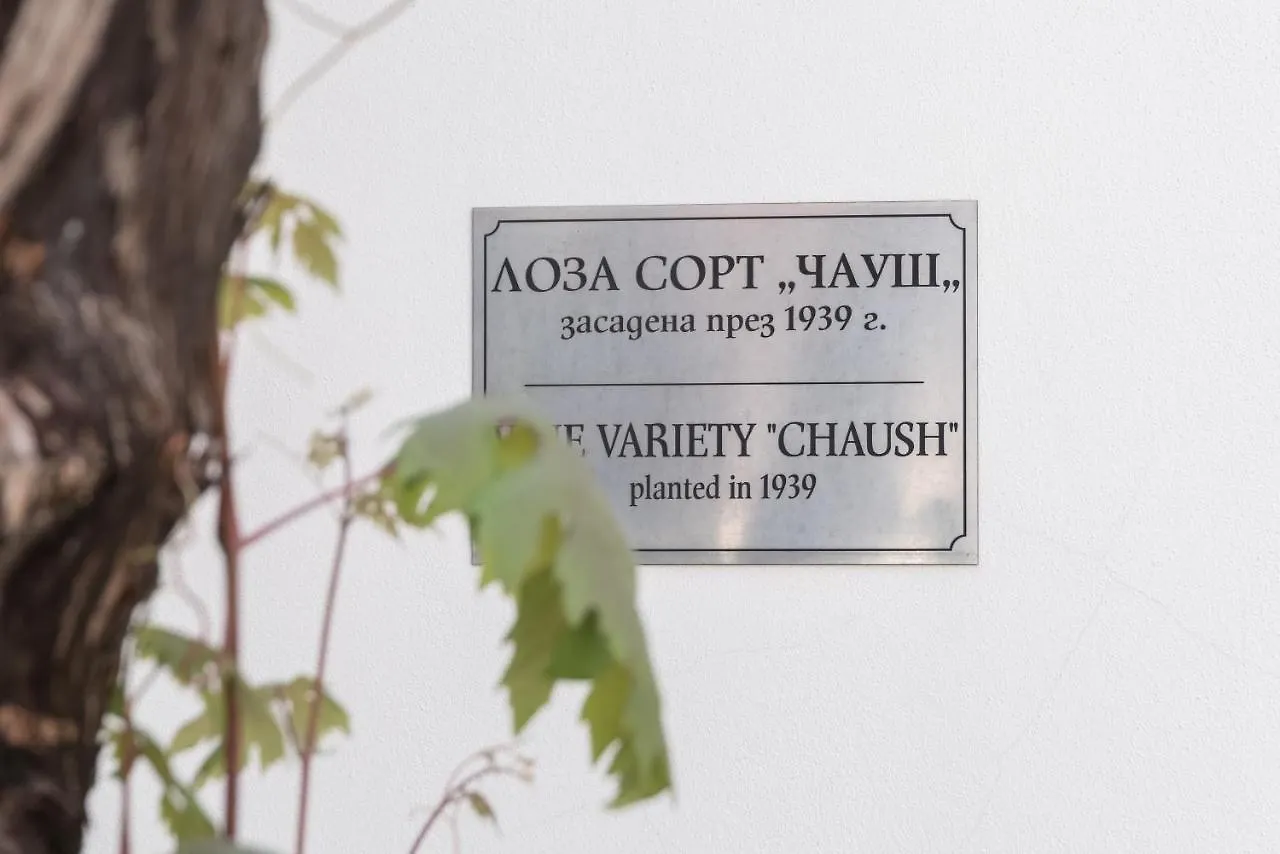 ЛОЗА СОРТ „ЧАУШ„
засадена през 1939 г.
VARIETY "CHAUSH"
planted in 1939